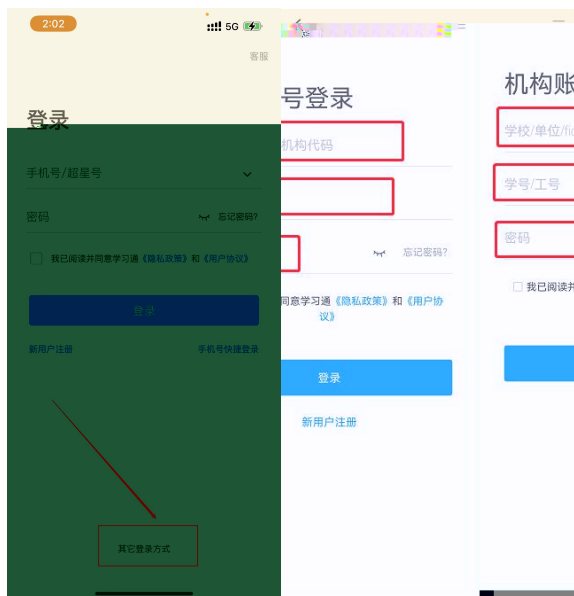 2:02
5G
客服
登录
手机号/超星号
密码
忘记密码?
我已阅读并同意学习通《隐私政策》和《用户协议》
登录
新用户注册
手机号快捷登录
其它登录方式
号登录
机构代码
忘记密码?
同意学习通《隐私政策》和《用户协
议》
登录
新用户注册
机构账
学校/单位/fid
学号/工号
密码
我已阅读并